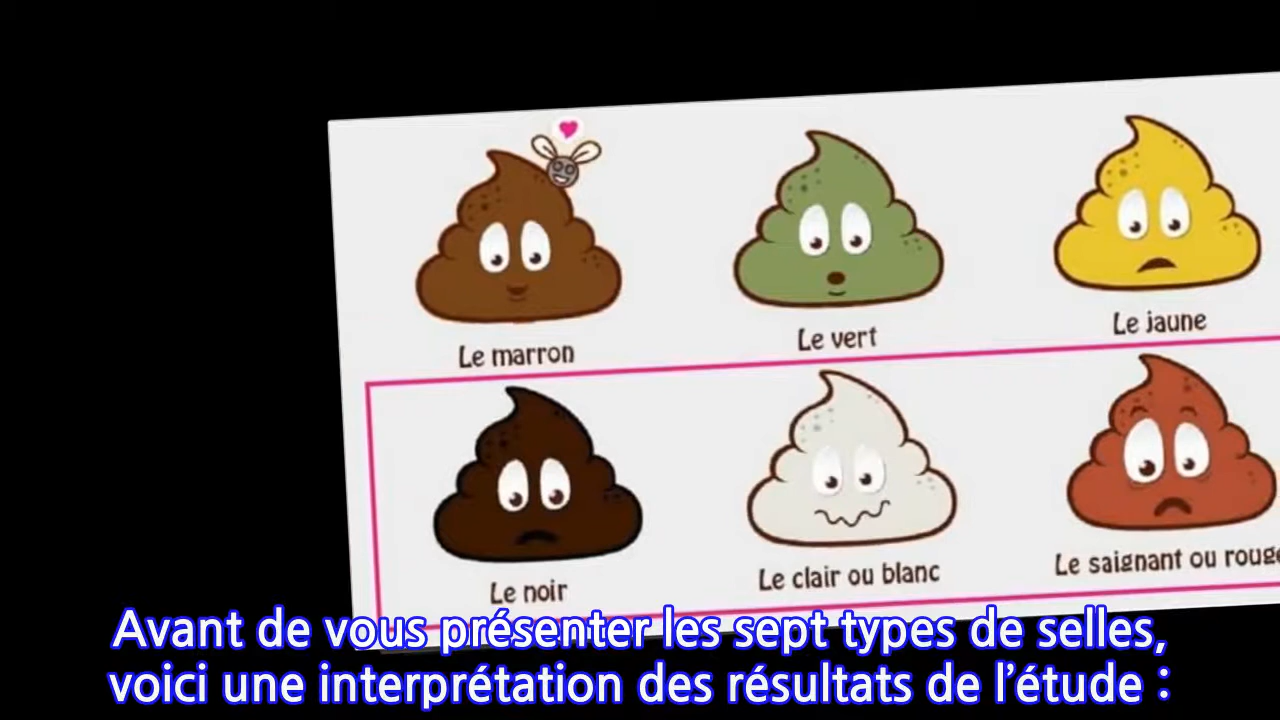 Le marron
Le vert
Le jaune
Le noir
Le clair ou blanc
Le saignant ou rouge
Avant de vous présenter les sept types de selles,
voici une interprétation des résultats de l'étude :